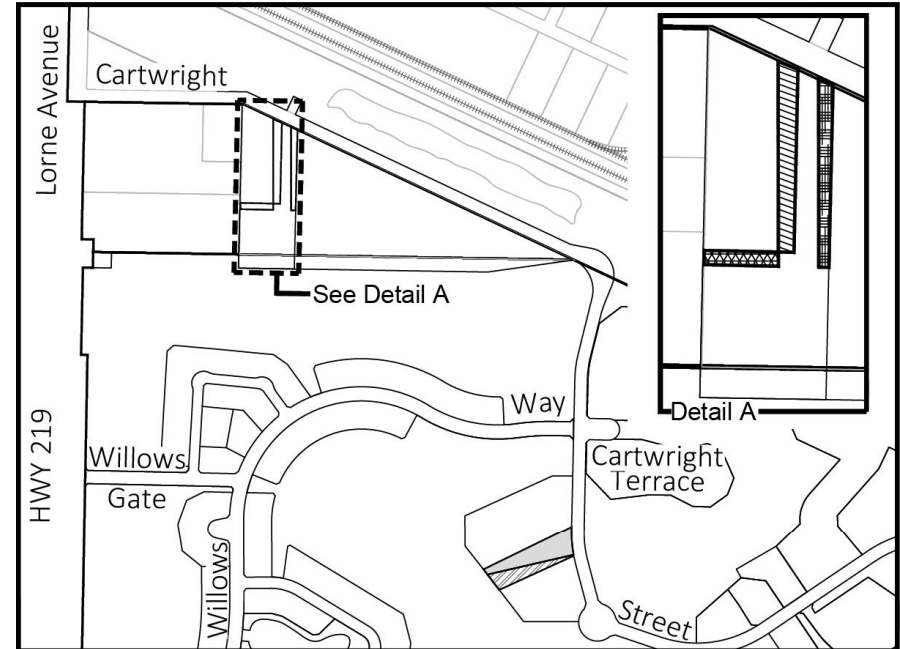 Lorne Avenue
Cartwright
See Detail A
Detail A
HWY 219
Willows
Gate
Way
Cartwright
Terrace
Willows
Street